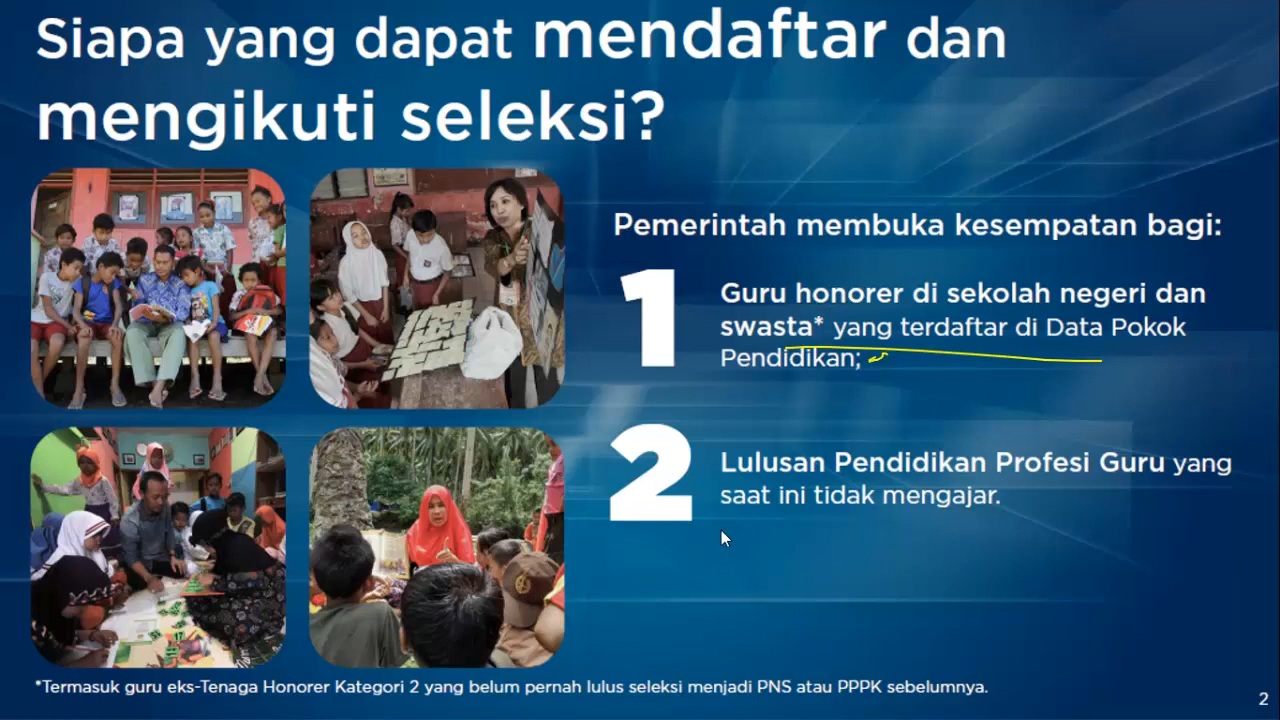 Siapa yang dapat mendaftar dan
mengikuti seleksi?
Pemerintah membuka kesempatan bagi:
1
Guru honorer di sekolah negeri dan
swasta* yang terdaftar di Data Pokok
Pendidikan;
2
Lulusan Pendidikan Profesi Guru yang
saat ini tidak mengajar.
*Termasuk guru eks-Tenaga Honorer Kategori 2 yang belum pernah lulus seleksi menjadi PNS atau PPPK sebelumnya.
2